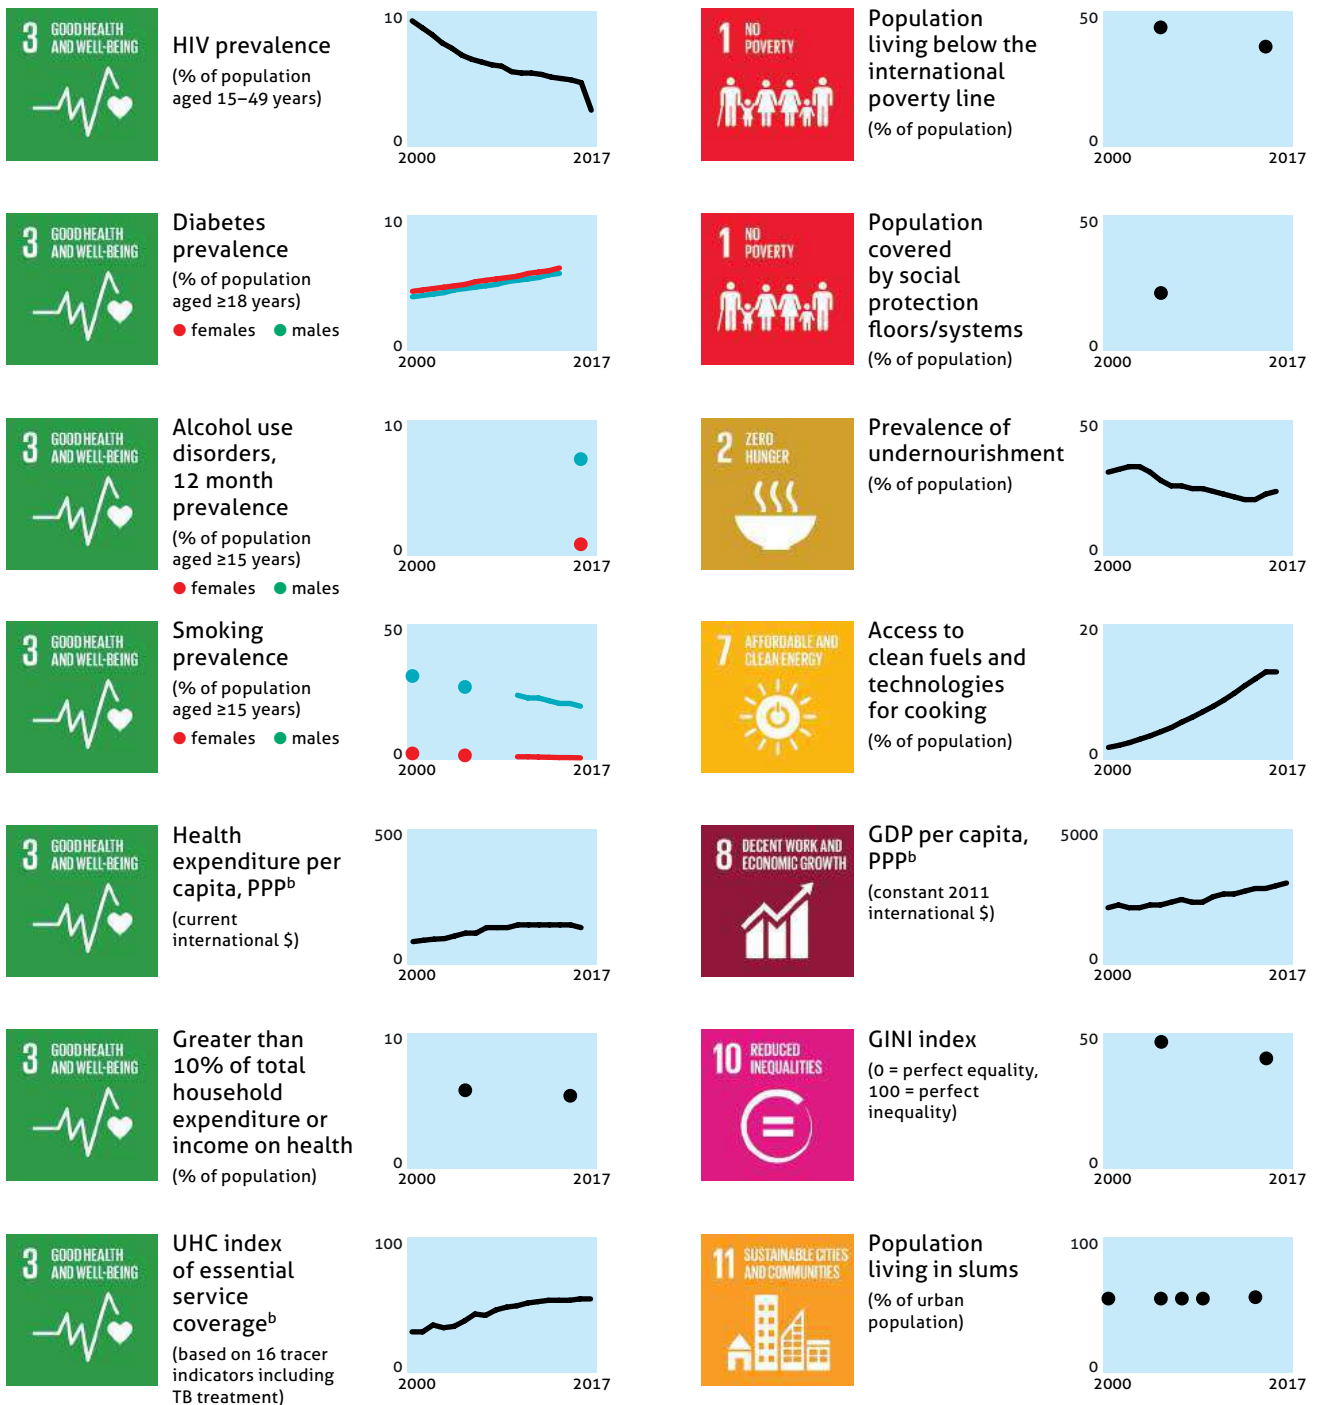 3 GOOD HEALTH
AND WELL-BEING
HIV prevalence
(% of population
aged 15–49 years)
10
0
2000 2017
3 GOOD HEALTH
AND WELL-BEING
Diabetes
prevalence
(% of population
aged ≥18 years)
females males
10
0
2000 2017
3 GOOD HEALTH
AND WELL-BEING
Alcohol use
disorders,
12 month
prevalence
(% of population
aged ≥15 years)
females males
10
0
2000 2017
3 GOOD HEALTH
AND WELL-BEING
Smoking
prevalence
(% of population
aged ≥15 years)
females males
50
0
2000 2017
3 GOOD HEALTH
AND WELL-BEING
Health
expenditure per
capita, PPPᵇ
(current
international $)
500
0
2000 2017
3 GOOD HEALTH
AND WELL-BEING
Greater than
10% of total
household
expenditure or
income on health
(% of population)
10
0
2000 2017
3 GOOD HEALTH
AND WELL-BEING
UHC index
of essential
service
coverageᵇ
(based on 16 tracer
indicators including
TB treatment)
100
0
2000 2017
1 NO
POVERTY
Population
living below the
international
poverty line
(% of population)
50
0
2000 2017
1 NO
POVERTY
Population
covered
by social
protection
floors/systems
(% of population)
50
0
2000 2017
2 ZERO
HUNGER
Prevalence of
undernourishment
(% of population)
50
0
2000 2017
7 AFFORDABLE AND
CLEAN ENERGY
Access to
clean fuels and
technologies
for cooking
(% of population)
20
0
2000 2017
8 DECENT WORK AND
ECONOMIC GROWTH
GDP per capita,
PPPᵇ
(constant 2011
international $)
5000
0
2000 2017
10 REDUCED
INEQUALITIES
GINI index
(0 = perfect equality,
100 = perfect
inequality)
50
0
2000 2017
11 SUSTAINABLE CITIES
AND COMMUNITIES
Population
living in slums
(% of urban
population)
100
0
2000 2017